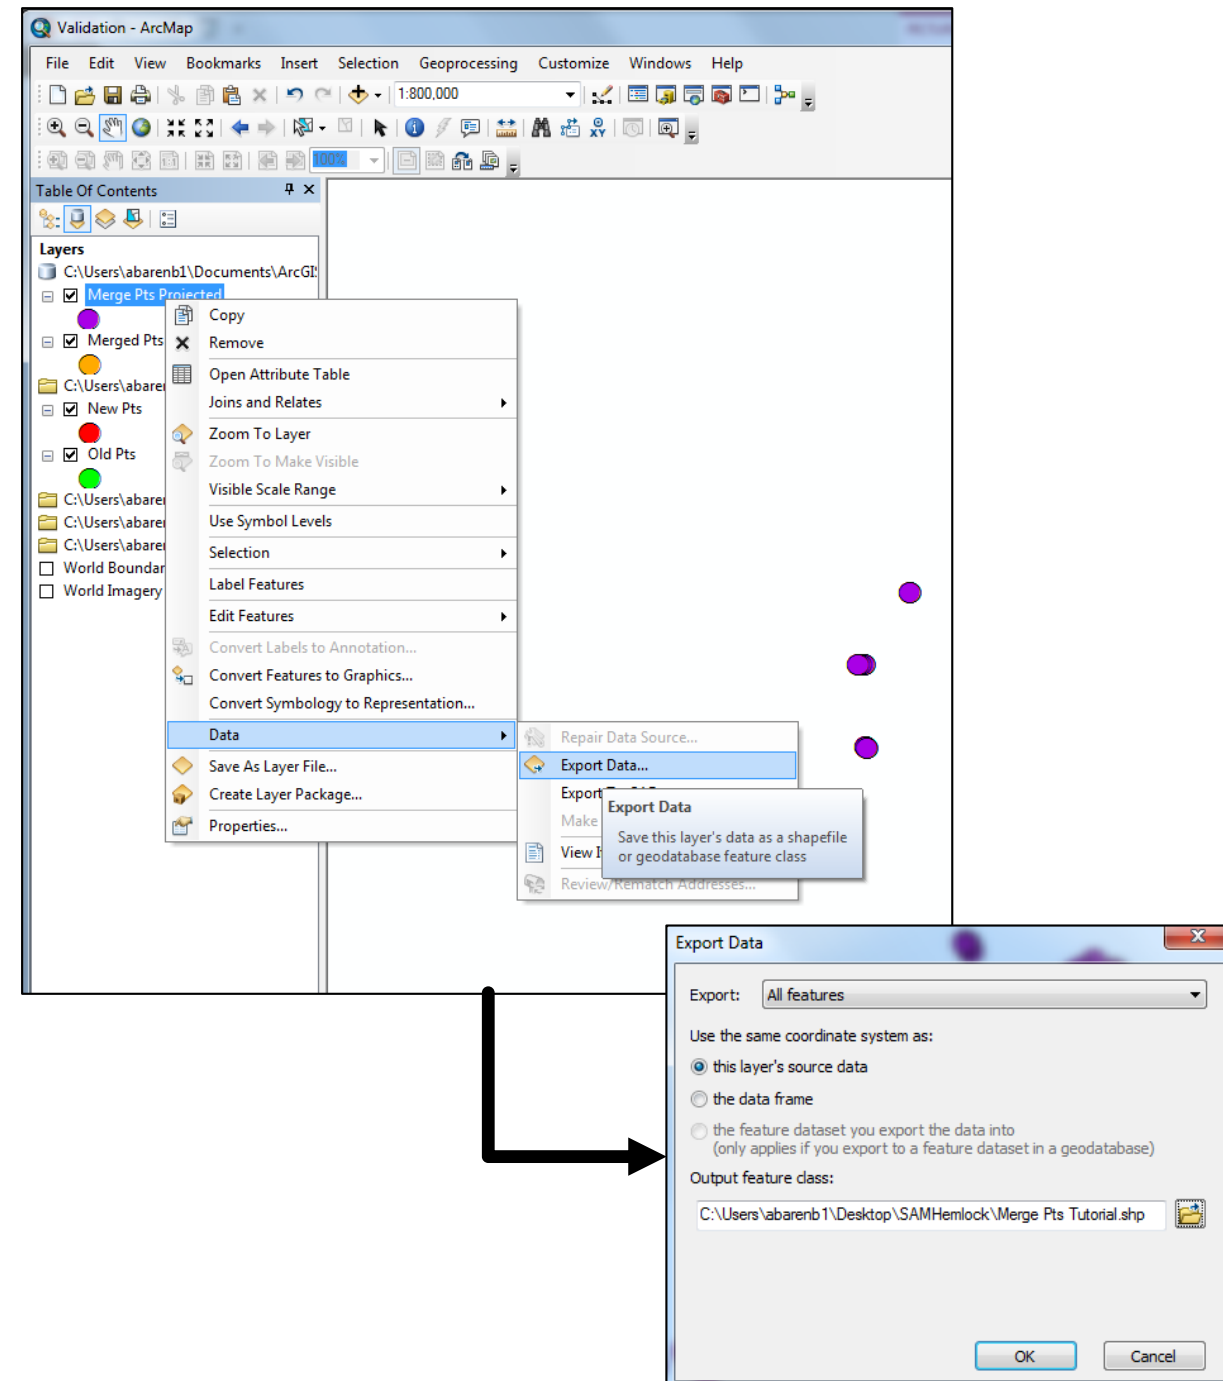 Validation - ArcMap
File Edit View Bookmarks Insert Selection Geoprocessing Customize Windows Help
1:800,000
100%
Table Of Contents
Layers
C:\Users\abarenb1\Documents\ArcGI
Merge Pts Projected
Copy
Merged Pts
Remove
Open Attribute Table
C:\Users\abare
Joins and Relates
New Pts
Zoom To Layer
Old Pts
Zoom To Make Visible
Visible Scale Range
C:\Users\abare
C:\Users\abare
Use Symbol Levels
C:\Users\abare
Selection
World Boundar
Label Features
World Imagery
Edit Features
Convert Labels to Annotation...
Convert Features to Graphics...
Convert Symbology to Representation...
Data
Repair Data Source...
Save As Layer File...
Export Data...
Create Layer Package...
Export
Export Data
Make
Properties...
Save this layer's data as a shapefile
or geodatabase feature class
View
Review/Rematch Addresses...
Export Data
Export: All features
Use the same coordinate system as:
this layer's source data
the data frame
the feature dataset you export the data into
(only applies if you export to a feature dataset in a geodatabase)
Output feature class:
C:\Users\abarenb1\Desktop\SAMHemlock\Merge Pts Tutorial.shp
OK Cancel